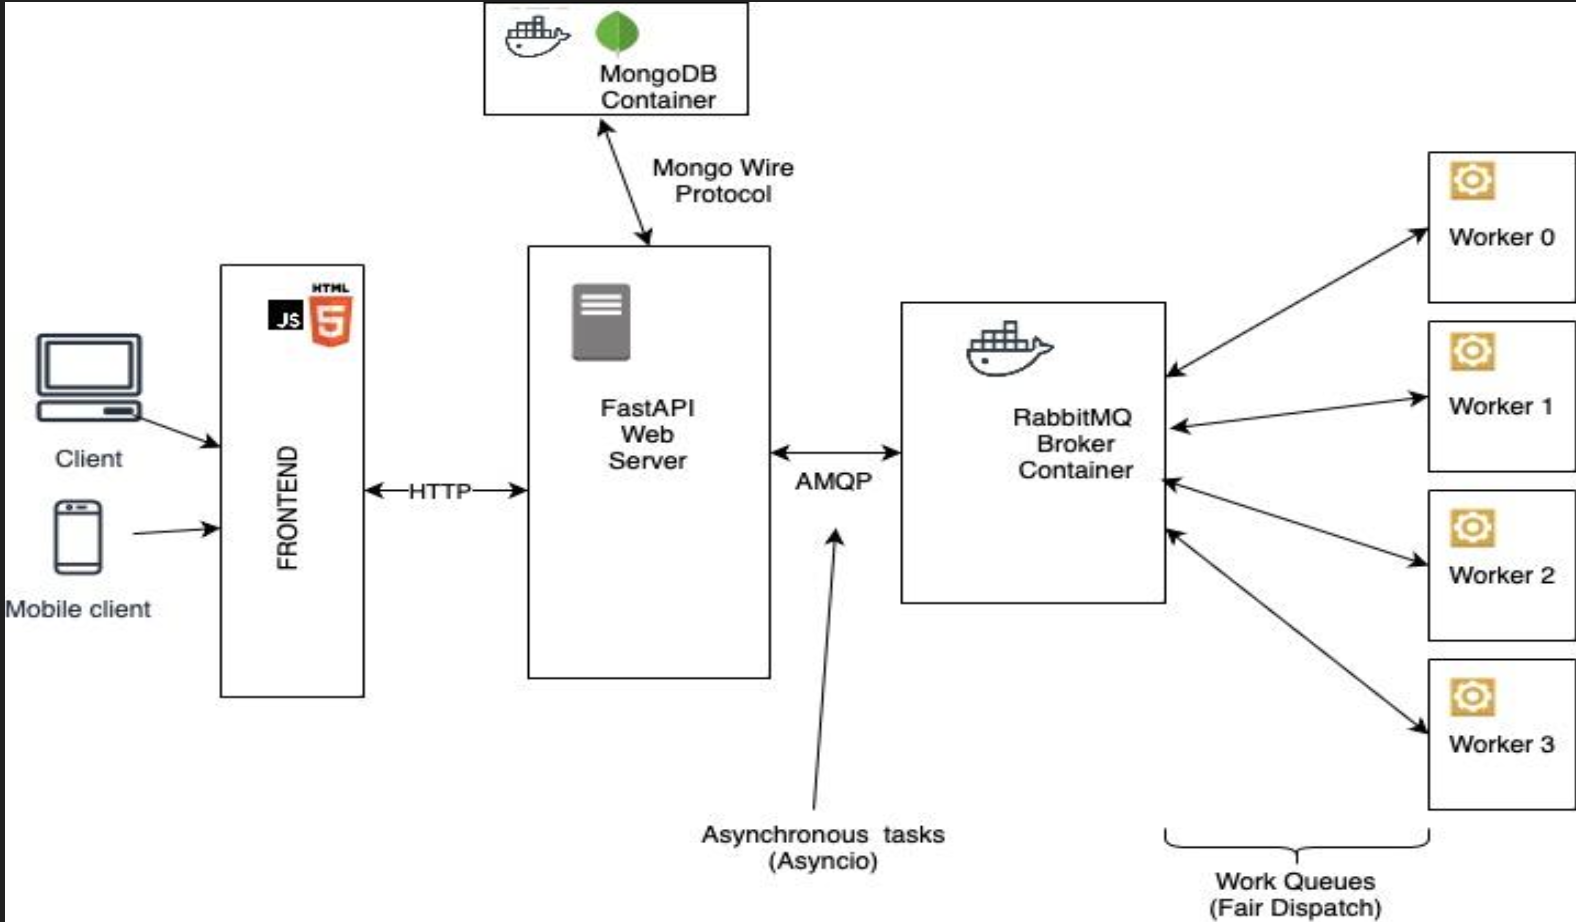 MongoDB
Container
Mongo Wire
Protocol
Client
Mobile client
JS
HTML
5
FRONTEND
HTTP
FastAPI
Web
Server
AMQP
Asynchronous tasks
(Asyncio)
RabbitMQ
Broker
Container
Worker 0
Worker 1
Worker 2
Worker 3
Work Queues
(Fair Dispatch)